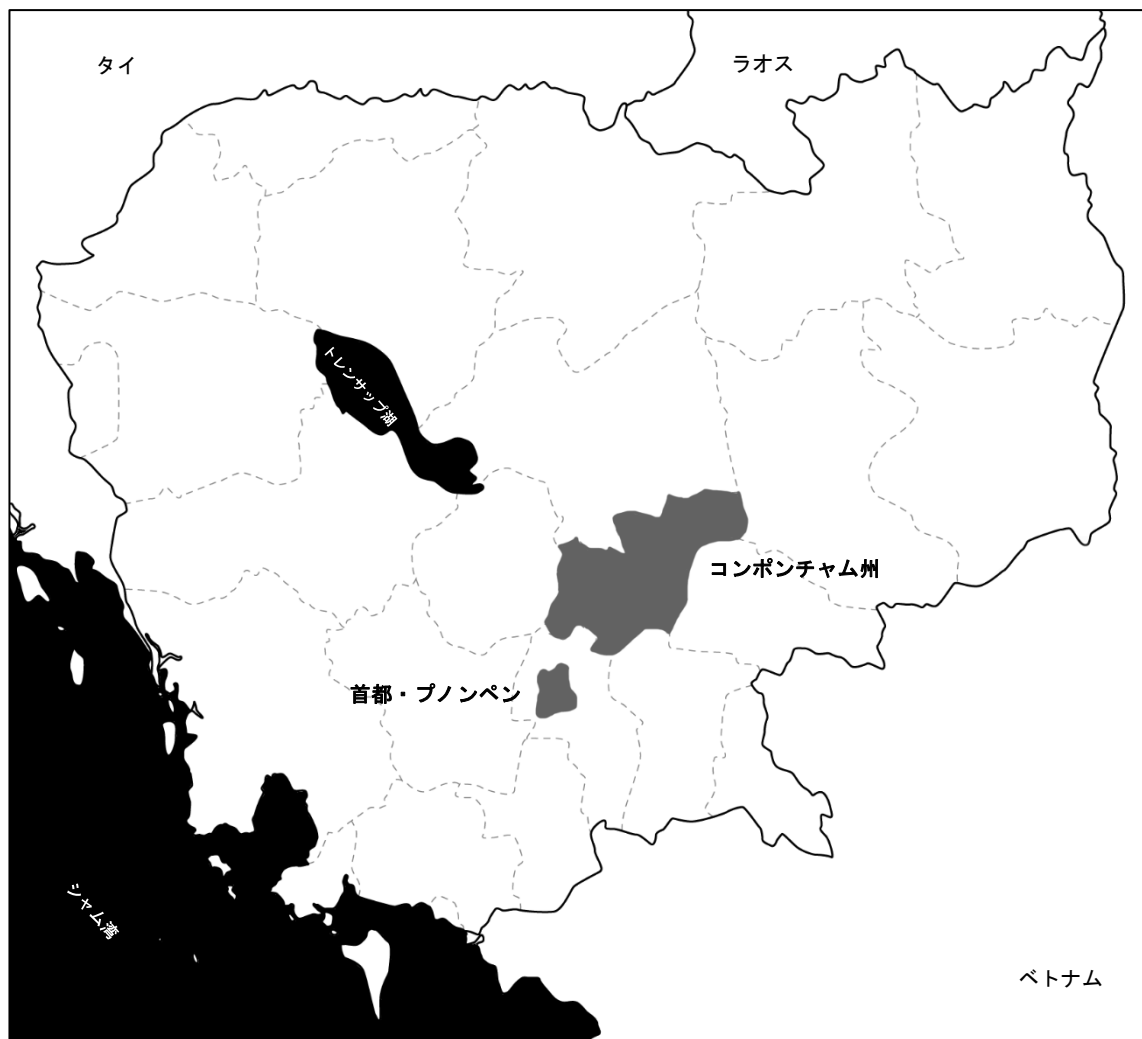 タイ
ラオス
トレンサップ湖
コンポンチャム州
首都・プノンペン
シャム湾
ベトナム